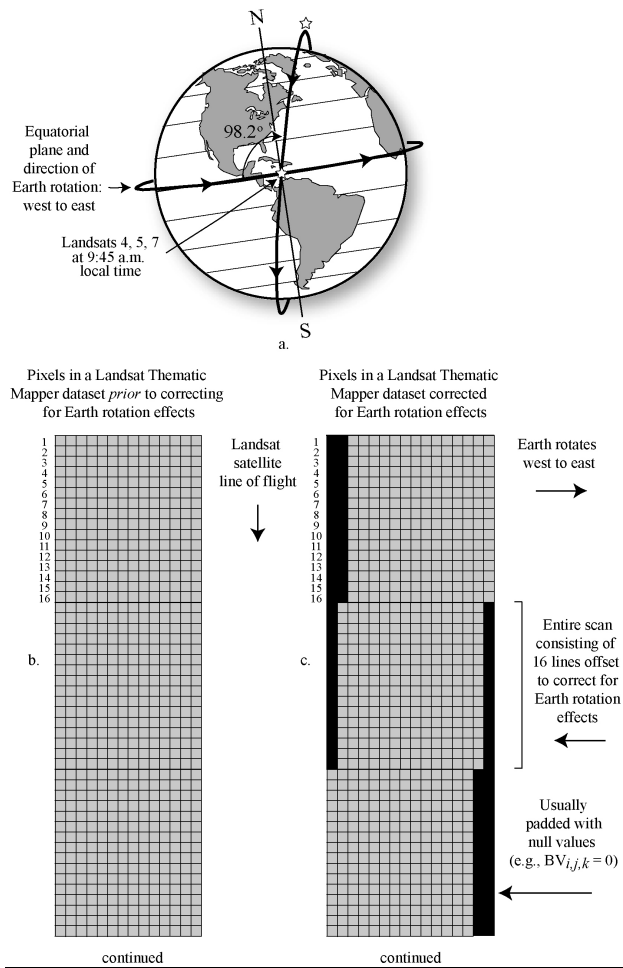 N
98.2°
Equatorial
plane and
direction of
Earth rotation:
west to east
Landsats 4, 5, 7
at 9:45 a.m.
local time
S
a.
Pixels in a Landsat Thematic
Mapper dataset prior to correcting
for Earth rotation effects
1
2
3
4
5
6
7
8
9
10
11
12
13
14
15
16
b.
continued
Landsat
satellite
line of flight
Pixels in a Landsat Thematic
Mapper dataset corrected
for Earth rotation effects
1
2
3
4
5
6
7
8
9
10
11
12
13
14
15
16
c.
continued
Earth rotates
west to east
Entire scan
consisting of
16 lines offset
to correct for
Earth rotation
effects
Usually
padded with
null values
(e.g., BVi,j,k = 0)